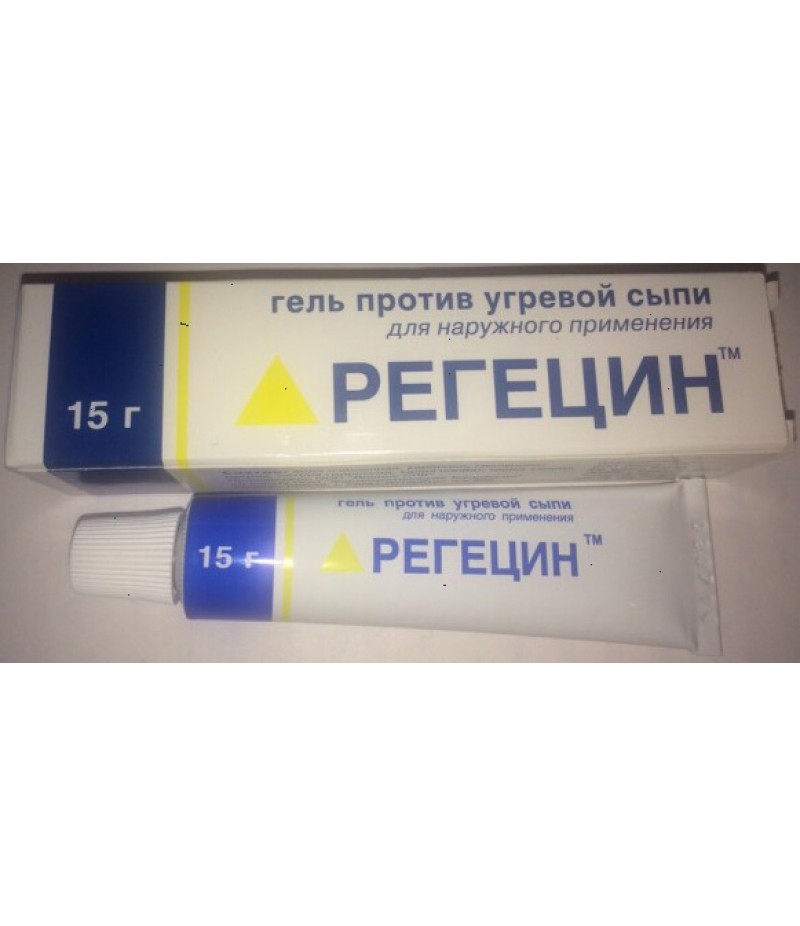 гель против угревой сыпи
для наружного применения
15 г
РЕГЕЦИН™
гель против угревой сыпи
для наружного применения
15 г
РЕГЕЦИН™